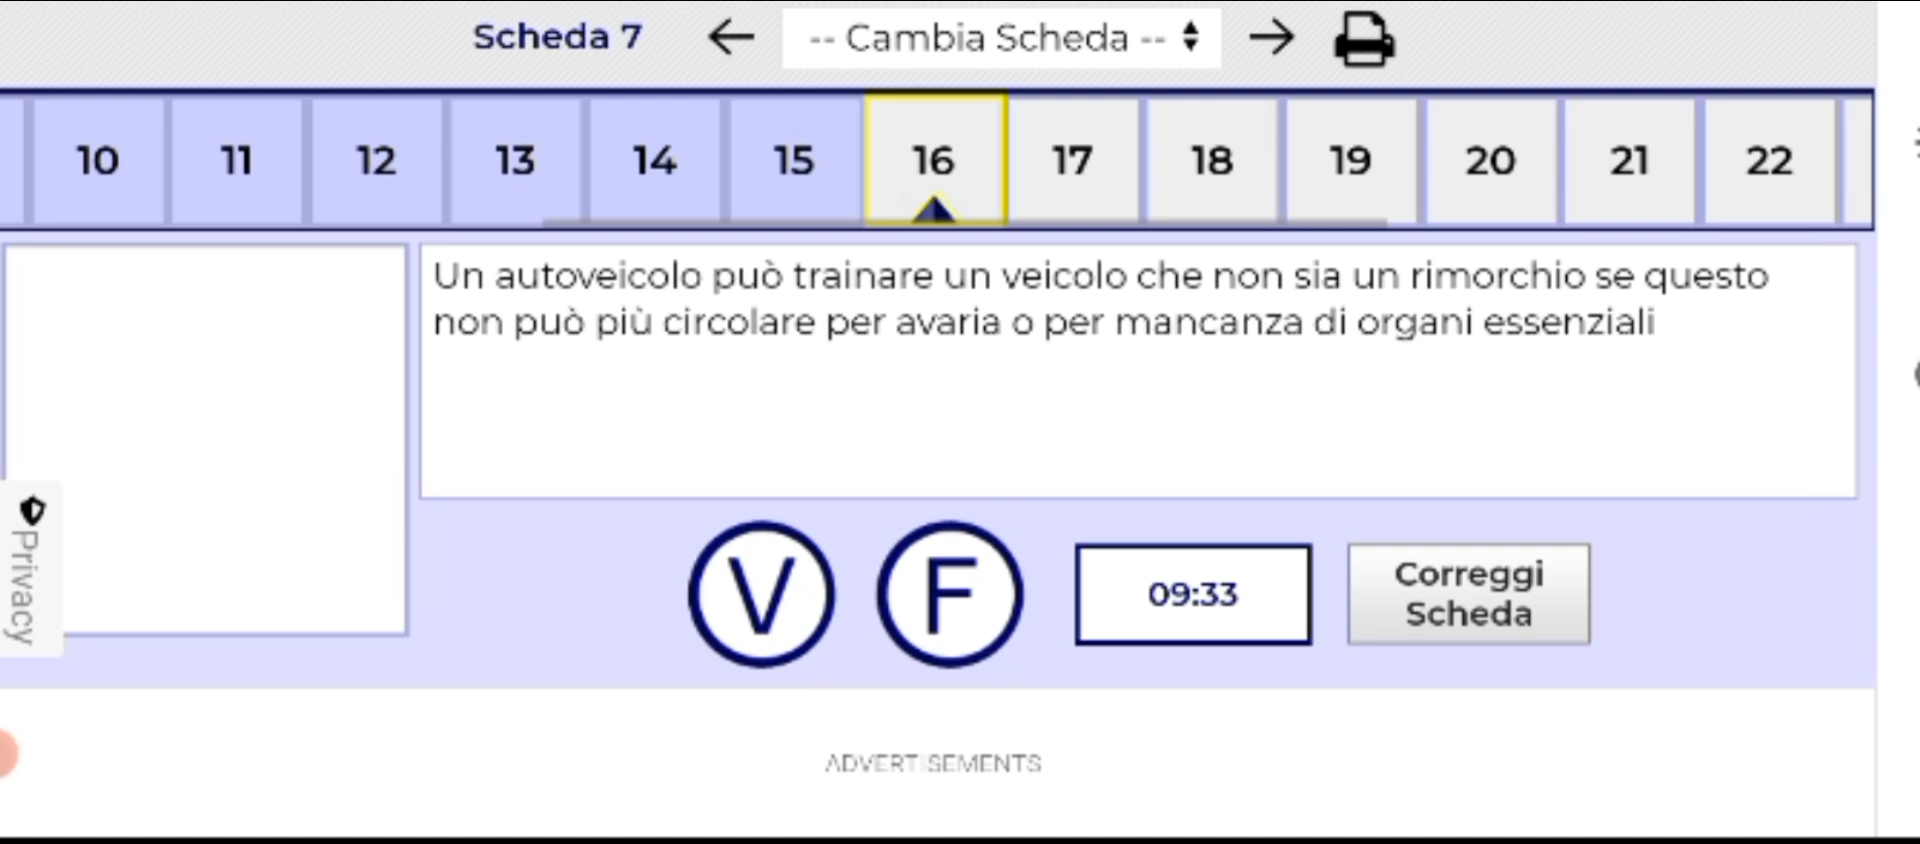 Scheda 7
-- Cambia Scheda --
10 11 12 13 14 15 16 17 18 19 20 21 22
Un autoveicolo può trainare un veicolo che non sia un rimorchio se questo
non può più circolare per avaria o per mancanza di organi essenziali
Privacy
V F 09:33 Correggi
Scheda
ADVERTISEMENTS